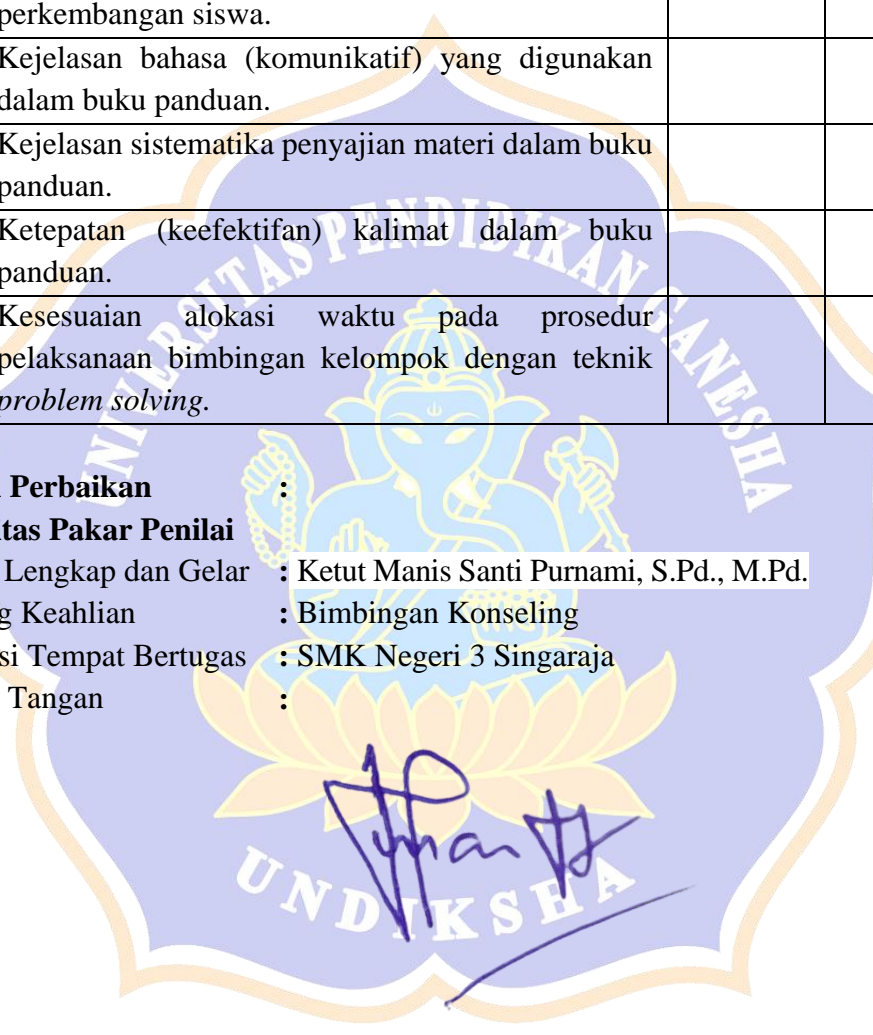 perkembangan siswa.
Kejelasan bahasa (komunikatif) yang digunakan
dalam buku panduan.
Kejelasan sistematika penyajian materi dalam buku
panduan.
Ketepatan (keefektifan) kalimat dalam buku
panduan.
Kesesuaian alokasi waktu pada prosedur
pelaksanaan bimbingan kelompok dengan teknik
problem solving.
Perbaikan :
tas Pakar Penilai
Lengkap dan Gelar : Ketut Manis Santi Purnami, S.Pd., M.Pd.
g Keahlian : Bimbingan Konseling
si Tempat Bertugas : SMK Negeri 3 Singaraja
Tangan :
UNIVERSITAS PENDIDIKAN GANESHA
UNDIKSHA